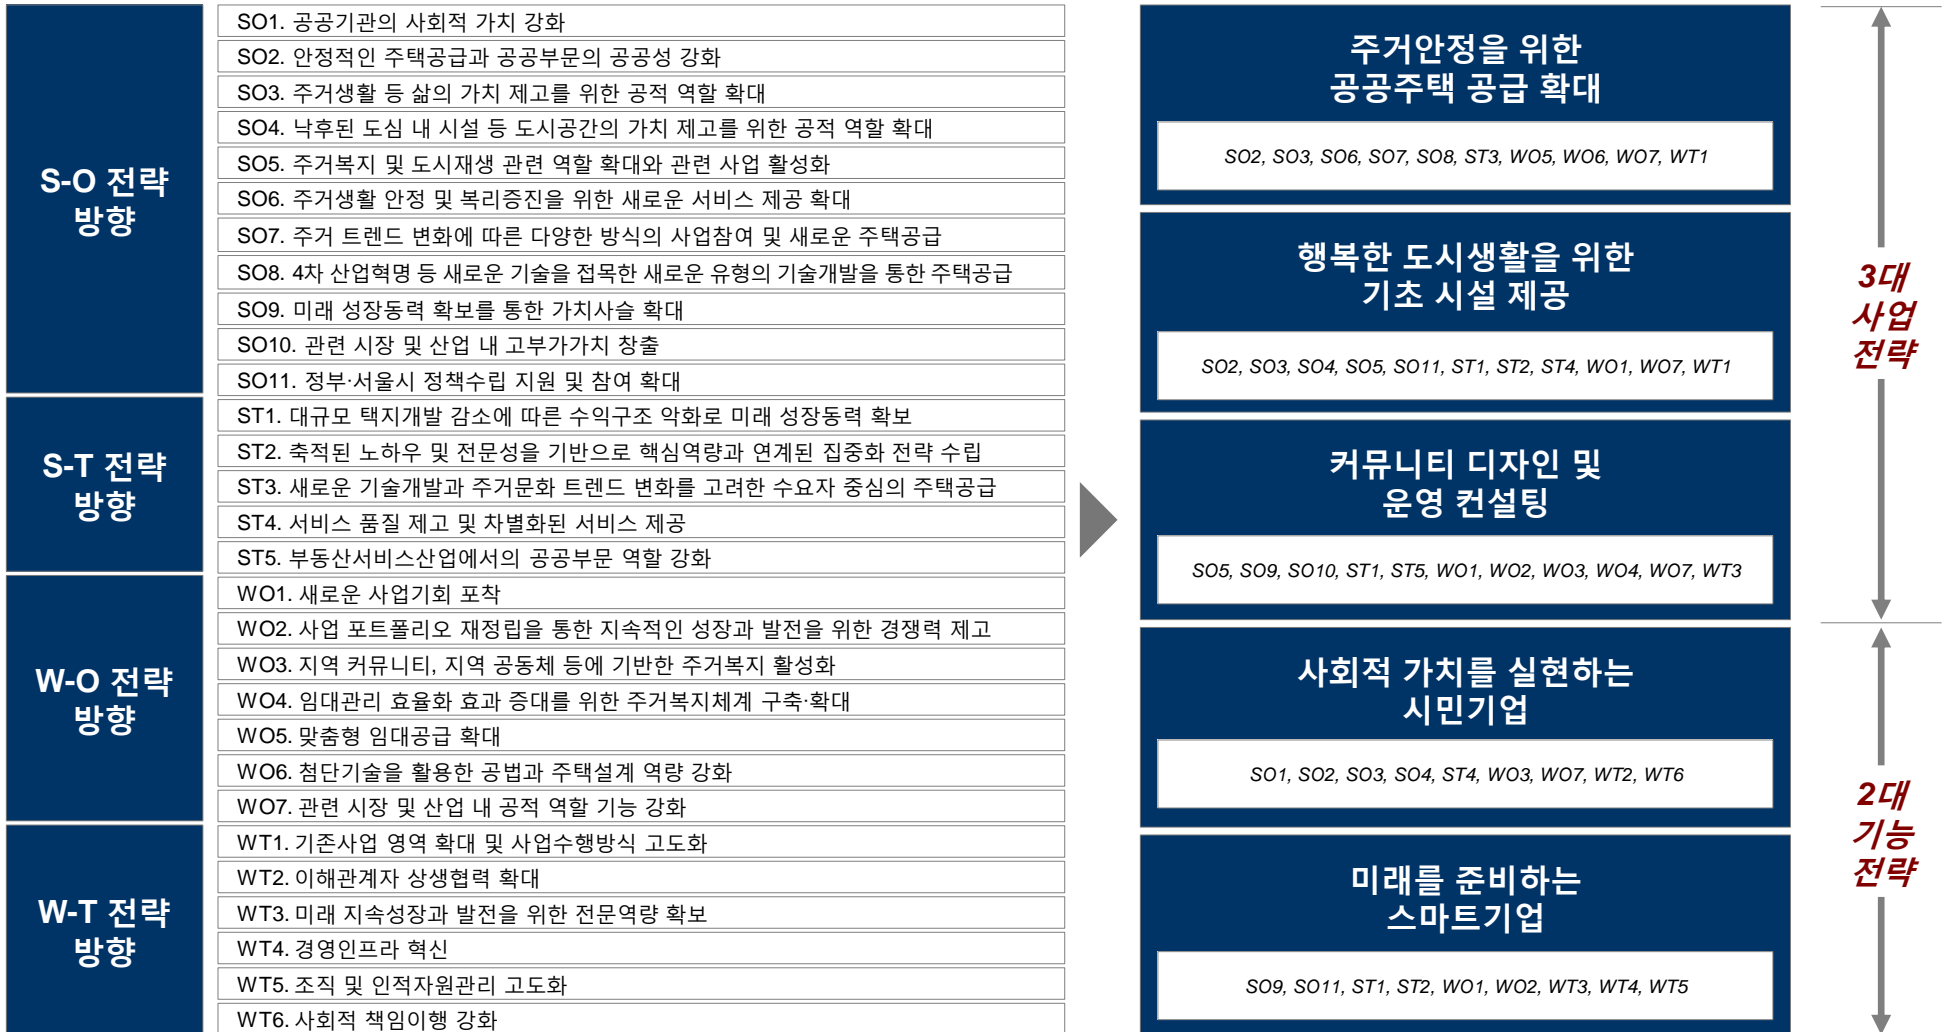 S-O 전략
방향
SO1. 공공기관의 사회적 가치 강화
SO2. 안정적인 주택공급과 공공부문의 공공성 강화
SO3. 주거생활 등 삶의 가치 제고를 위한 공적 역할 확대
SO4. 낙후된 도심 내 시설 등 도시공간의 가치 제고를 위한 공적 역할 확대
SO5. 주거복지 및 도시재생 관련 역할 확대와 관련 사업 활성화
SO6. 주거생활 안정 및 복리증진을 위한 새로운 서비스 제공 확대
SO7. 주거 트렌드 변화에 따른 다양한 방식의 사업참여 및 새로운 주택공급
SO8. 4차 산업혁명 등 새로운 기술을 접목한 새로운 유형의 기술개발을 통한 주택공급
SO9. 미래 성장동력 확보를 통한 가치사슬 확대
SO10. 관련 시장 및 산업 내 고부가가치 창출
SO11. 정부·서울시 정책수립 지원 및 참여 확대
S-T 전략
방향
ST1. 대규모 택지개발 감소에 따른 수익구조 악화로 미래 성장동력 확보
ST2. 축적된 노하우 및 전문성을 기반으로 핵심역량과 연계된 집중화 전략 수립
ST3. 새로운 기술개발과 주거문화 트렌드 변화를 고려한 수요자 중심의 주택공급
ST4. 서비스 품질 제고 및 차별화된 서비스 제공
ST5. 부동산서비스산업에서의 공공부문 역할 강화
W-O 전략
방향
WO1. 새로운 사업기회 포착
WO2. 사업 포트폴리오 재정립을 통한 지속적인 성장과 발전을 위한 경쟁력 제고
WO3. 지역 커뮤니티, 지역 공동체 등에 기반한 주거복지 활성화
WO4. 임대관리 효율화 효과 증대를 위한 주거복지체계 구축·확대
WO5. 맞춤형 임대공급 확대
WO6. 첨단기술을 활용한 공법과 주택설계 역량 강화
WO7. 관련 시장 및 산업 내 공적 역할 기능 강화
W-T 전략
방향
WT1. 기존사업 영역 확대 및 사업수행방식 고도화
WT2. 이해관계자 상생협력 확대
WT3. 미래 지속성장과 발전을 위한 전문역량 확보
WT4. 경영인프라 혁신
WT5. 조직 및 인적자원관리 고도화
WT6. 사회적 책임이행 강화
주거안정을 위한
공공주택 공급 확대
SO2, SO3, SO6, SO7, SO8, ST3, WO5, WO6, WO7, WT1
행복한 도시생활을 위한
기초 시설 제공
SO2, SO3, SO4, SO5, SO11, ST1, ST2, ST4, WO1, WO7, WT1
커뮤니티 디자인 및
운영 컨설팅
SO5, SO9, SO10, ST1, ST5, WO1, WO2, WO3, WO4, WO7, WT3
사회적 가치를 실현하는
시민기업
SO1, SO2, SO3, SO4, ST4, WO3, WO7, WT2, WT6
미래를 준비하는
스마트기업
SO9, SO11, ST1, ST2, WO1, WO2, WT3, WT4, WT5
3대
사업
전략
2대
기능
전략